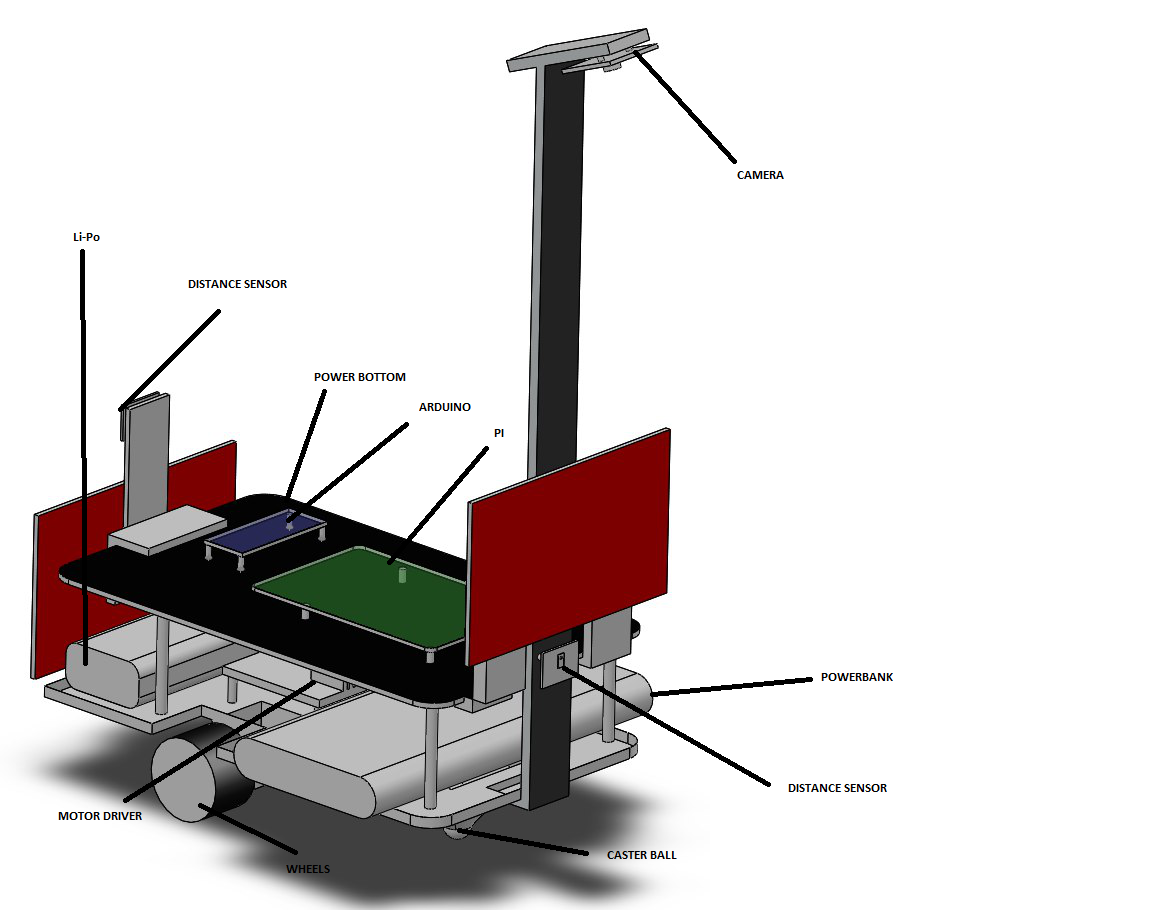 CAMERA
Li-Po
DISTANCE SENSOR
POWER BOTTOM
ARDUINO
PI
POWERBANK
DISTANCE SENSOR
MOTOR DRIVER
CASTER BALL
WHEELS